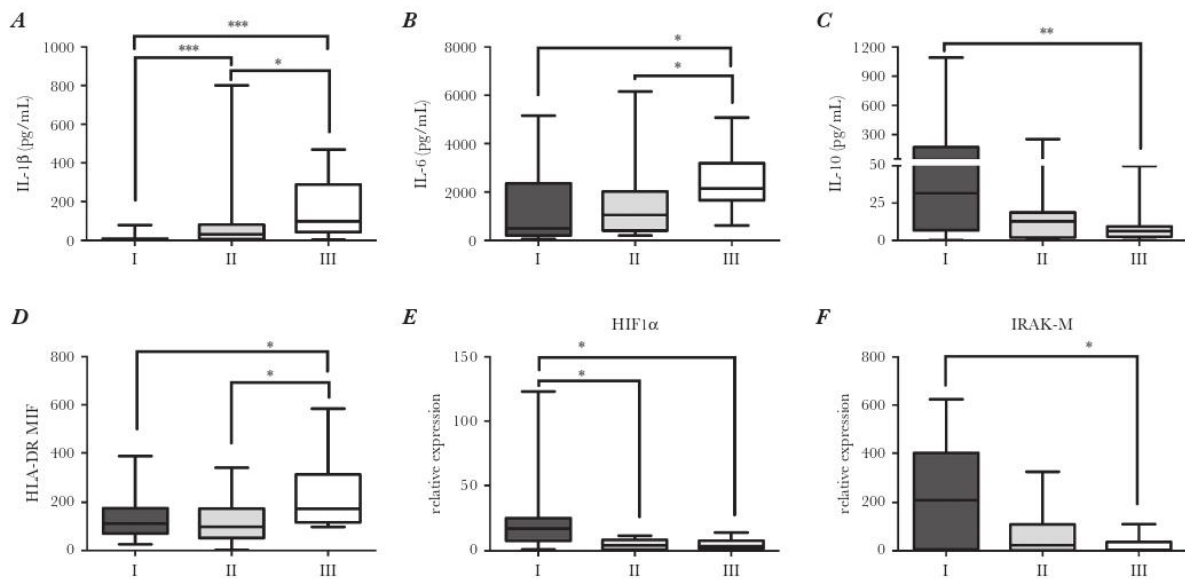 A
***
***
*
IL-1β (pg/mL)
1000
800
600
400
200
0
I II III
B
*
*
IL-6 (pg/mL)
8000
6000
4000
2000
0
I II III
C
**
IL-10 (pg/mL)
1200
900
600
300
50
25
0
I II III
D
*
*
HLA-DR MIF
800
600
400
200
0
I II III
E
HIF1α
*
*
relative expression
150
100
50
0
I II III
F
IRAK-M
*
relative expression
800
600
400
200
0
I II III